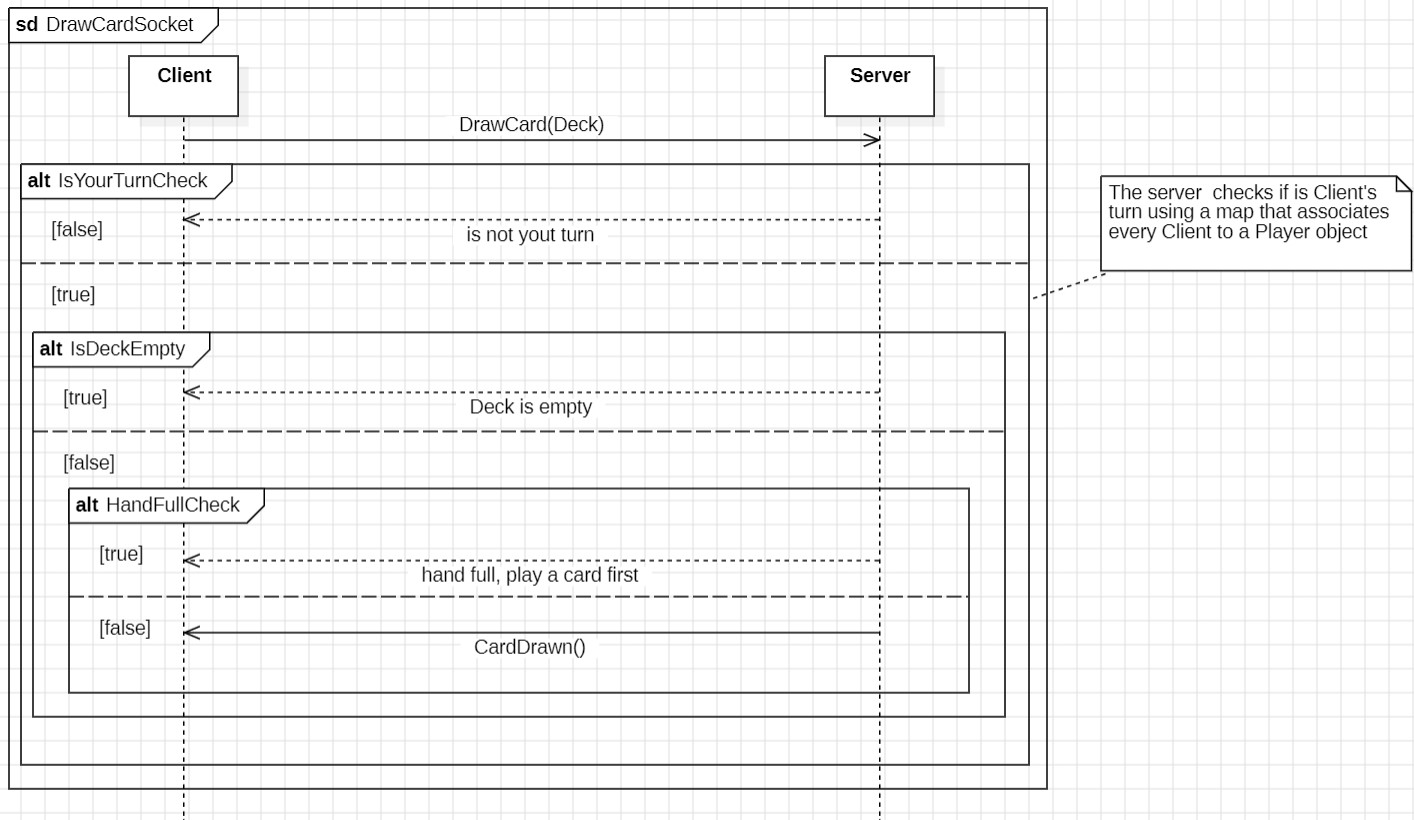 sd DrawCardSocket
Client
Server
DrawCard(Deck)
alt IsYourTurnCheck
The server  checks if is Client's
turn using a map that associates
every Client to a Player object
[false]
is not yout turn
[true]
alt IsDeckEmpty
[true]
Deck is empty
[false]
alt HandFullCheck
[true]
hand full, play a card first
[false]
CardDrawn()